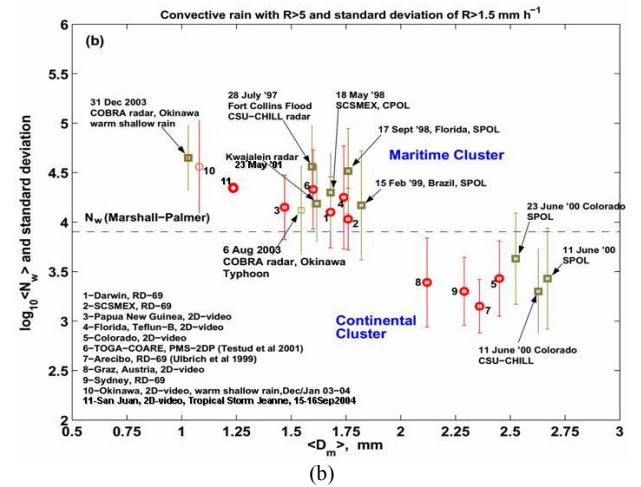 Convective rain with R>5 and standard deviation of R>1.5 mm h⁻¹
(b)
31 Dec 2003
COBRA radar, Okinawa
warm shallow rain
28 July '97
Fort Collins Flood
CSU−CHILL radar
18 May '98
SCSMEX, CPOL
17 Sept '98, Florida, SPOL
Maritime Cluster
Kwajalein radar
23 May '01
15 Feb '99, Brazil, SPOL
10
11
3
6
1
4
2
23 June '00 Colorado
SPOL
N_w (Marshall−Palmer)
6 Aug 2003
COBRA radar, Okinawa
Typhoon
11 June '00
SPOL
8
9
7
5
Continental
Cluster
11 June '00 Colorado
CSU−CHILL
1−Darwin, RD−69
2−SCSMEX, RD−69
3−Papua New Guinea, 2D−video
4−Florida, Teflun−B, 2D−video
5−Colorado, 2D−video
6−TOGA−COARE, PMS−2DP (Testud et al 2001)
7−Arecibo, RD−69 (Ulbrich et al 1999)
8−Graz, Austria, 2D−video
9−Sydney, RD−69
10−Okinawa, 2D−video, warm shallow rain,Dec/Jan 03−04
11-San Juan, 2D-video, Tropical Storm Jeanne, 15-16Sep2004
log₁₀ <N_w> and standard deviation
6
5.5
5
4.5
4
3.5
3
2.5
2
0.5
0.75
1
1.25
1.5
1.75
2
2.25
2.5
2.75
3
<D_m>, mm
(b)